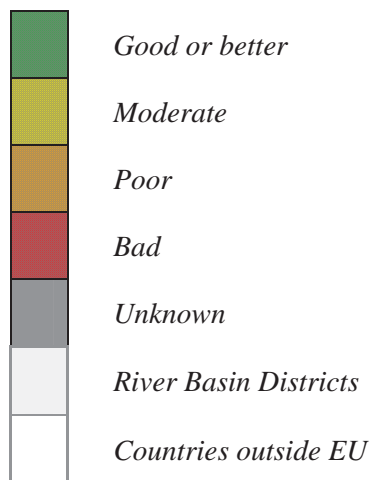 Good or better
Moderate
Poor
Bad
Unknown
River Basin Districts
Countries outside EU